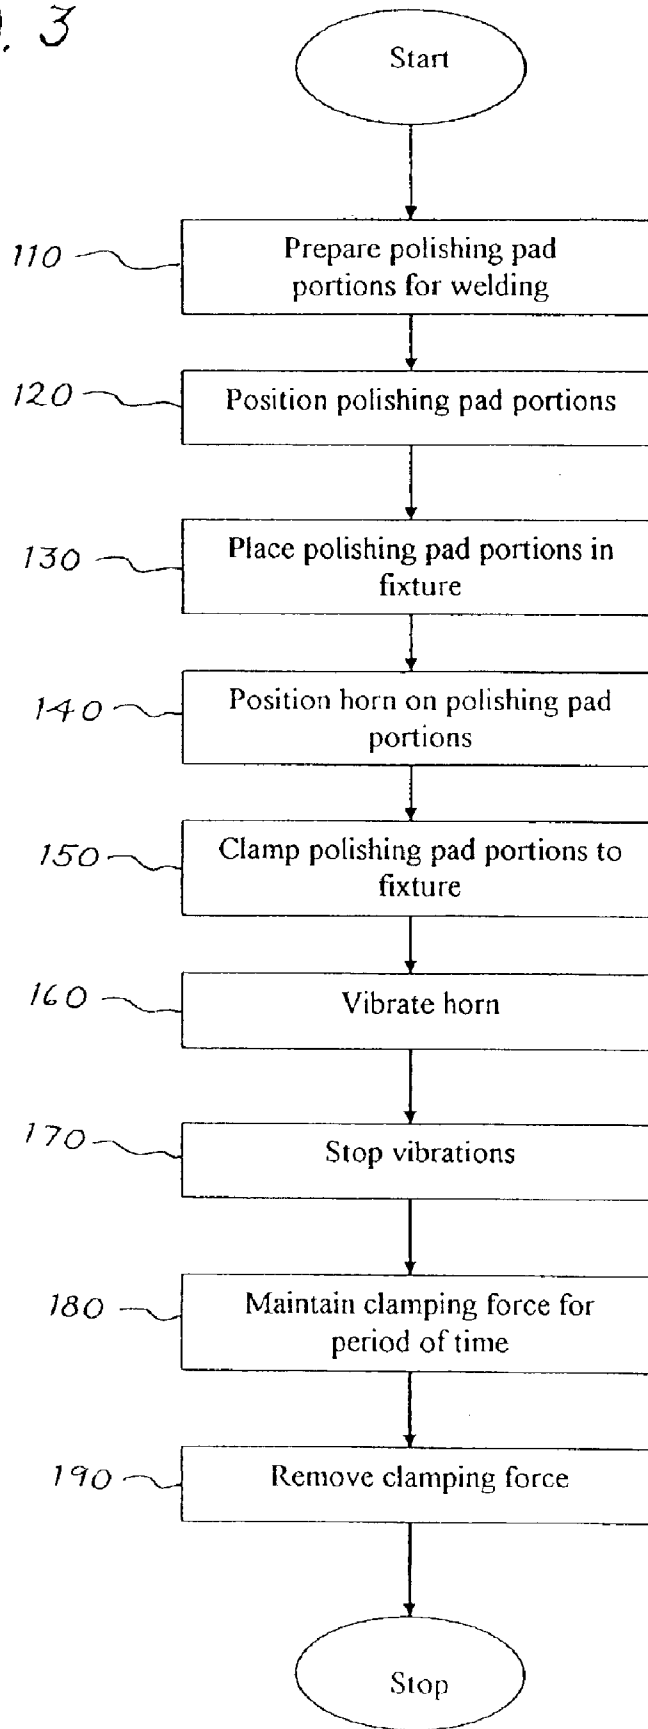 . 3
Start
110
Prepare polishing pad
portions for welding
120
Position polishing pad portions
130
Place polishing pad portions in
fixture
140
Position horn on polishing pad
portions
150
Clamp polishing pad portions to
fixture
160
Vibrate horn
170
Stop vibrations
180
Maintain clamping force for
period of time
190
Remove clamping force
Stop